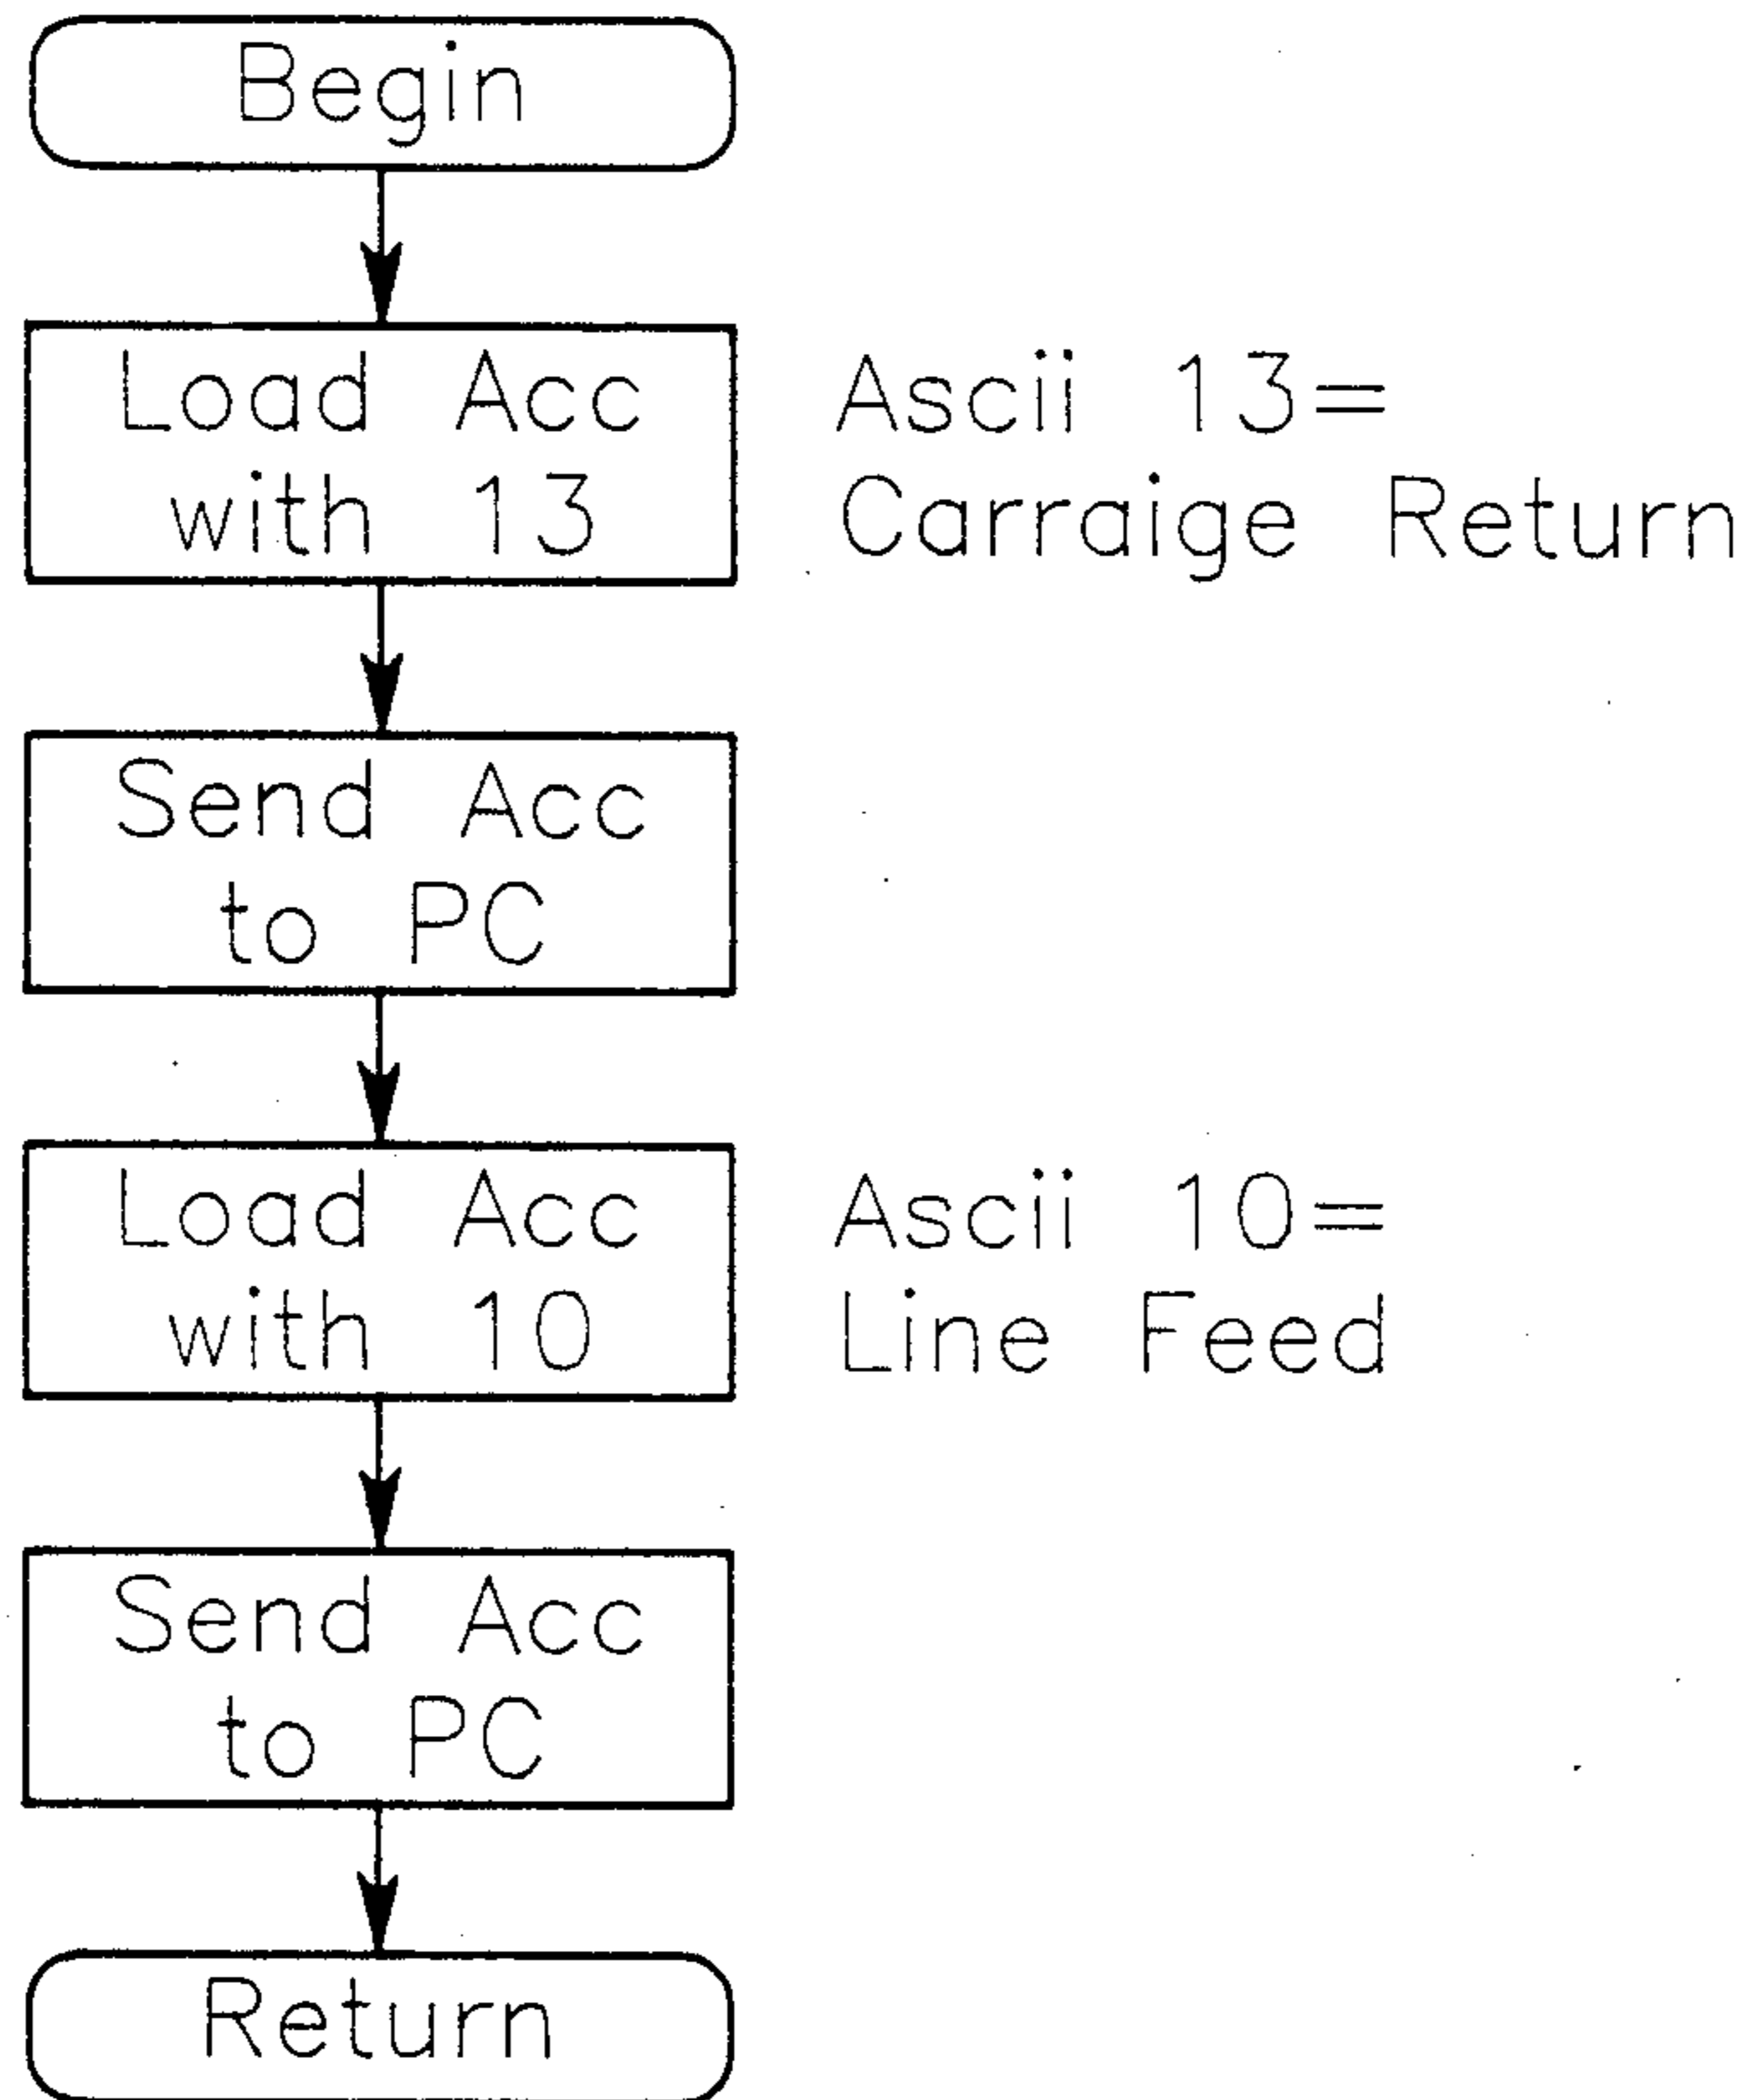 Begin
Load Acc
with 13
Ascii 13=
Carraige Return
Send Acc
to PC
Load Acc
with 10
Ascii 10=
Line Feed
Send Acc
to PC
Return